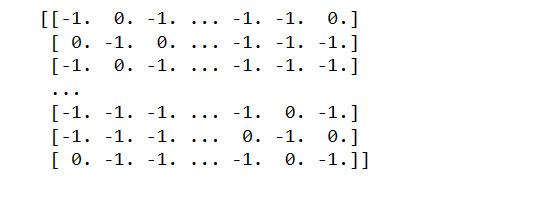 [[-1.  0. -1. ... -1. -1.  0.]
 [ 0. -1.  0. ... -1. -1. -1.]
 [-1.  0. -1. ... -1. -1. -1.]
 ...
 [-1. -1. -1. ... -1.  0. -1.]
 [-1. -1. -1. ...  0. -1.  0.]
 [ 0. -1. -1. ... -1.  0. -1.]]